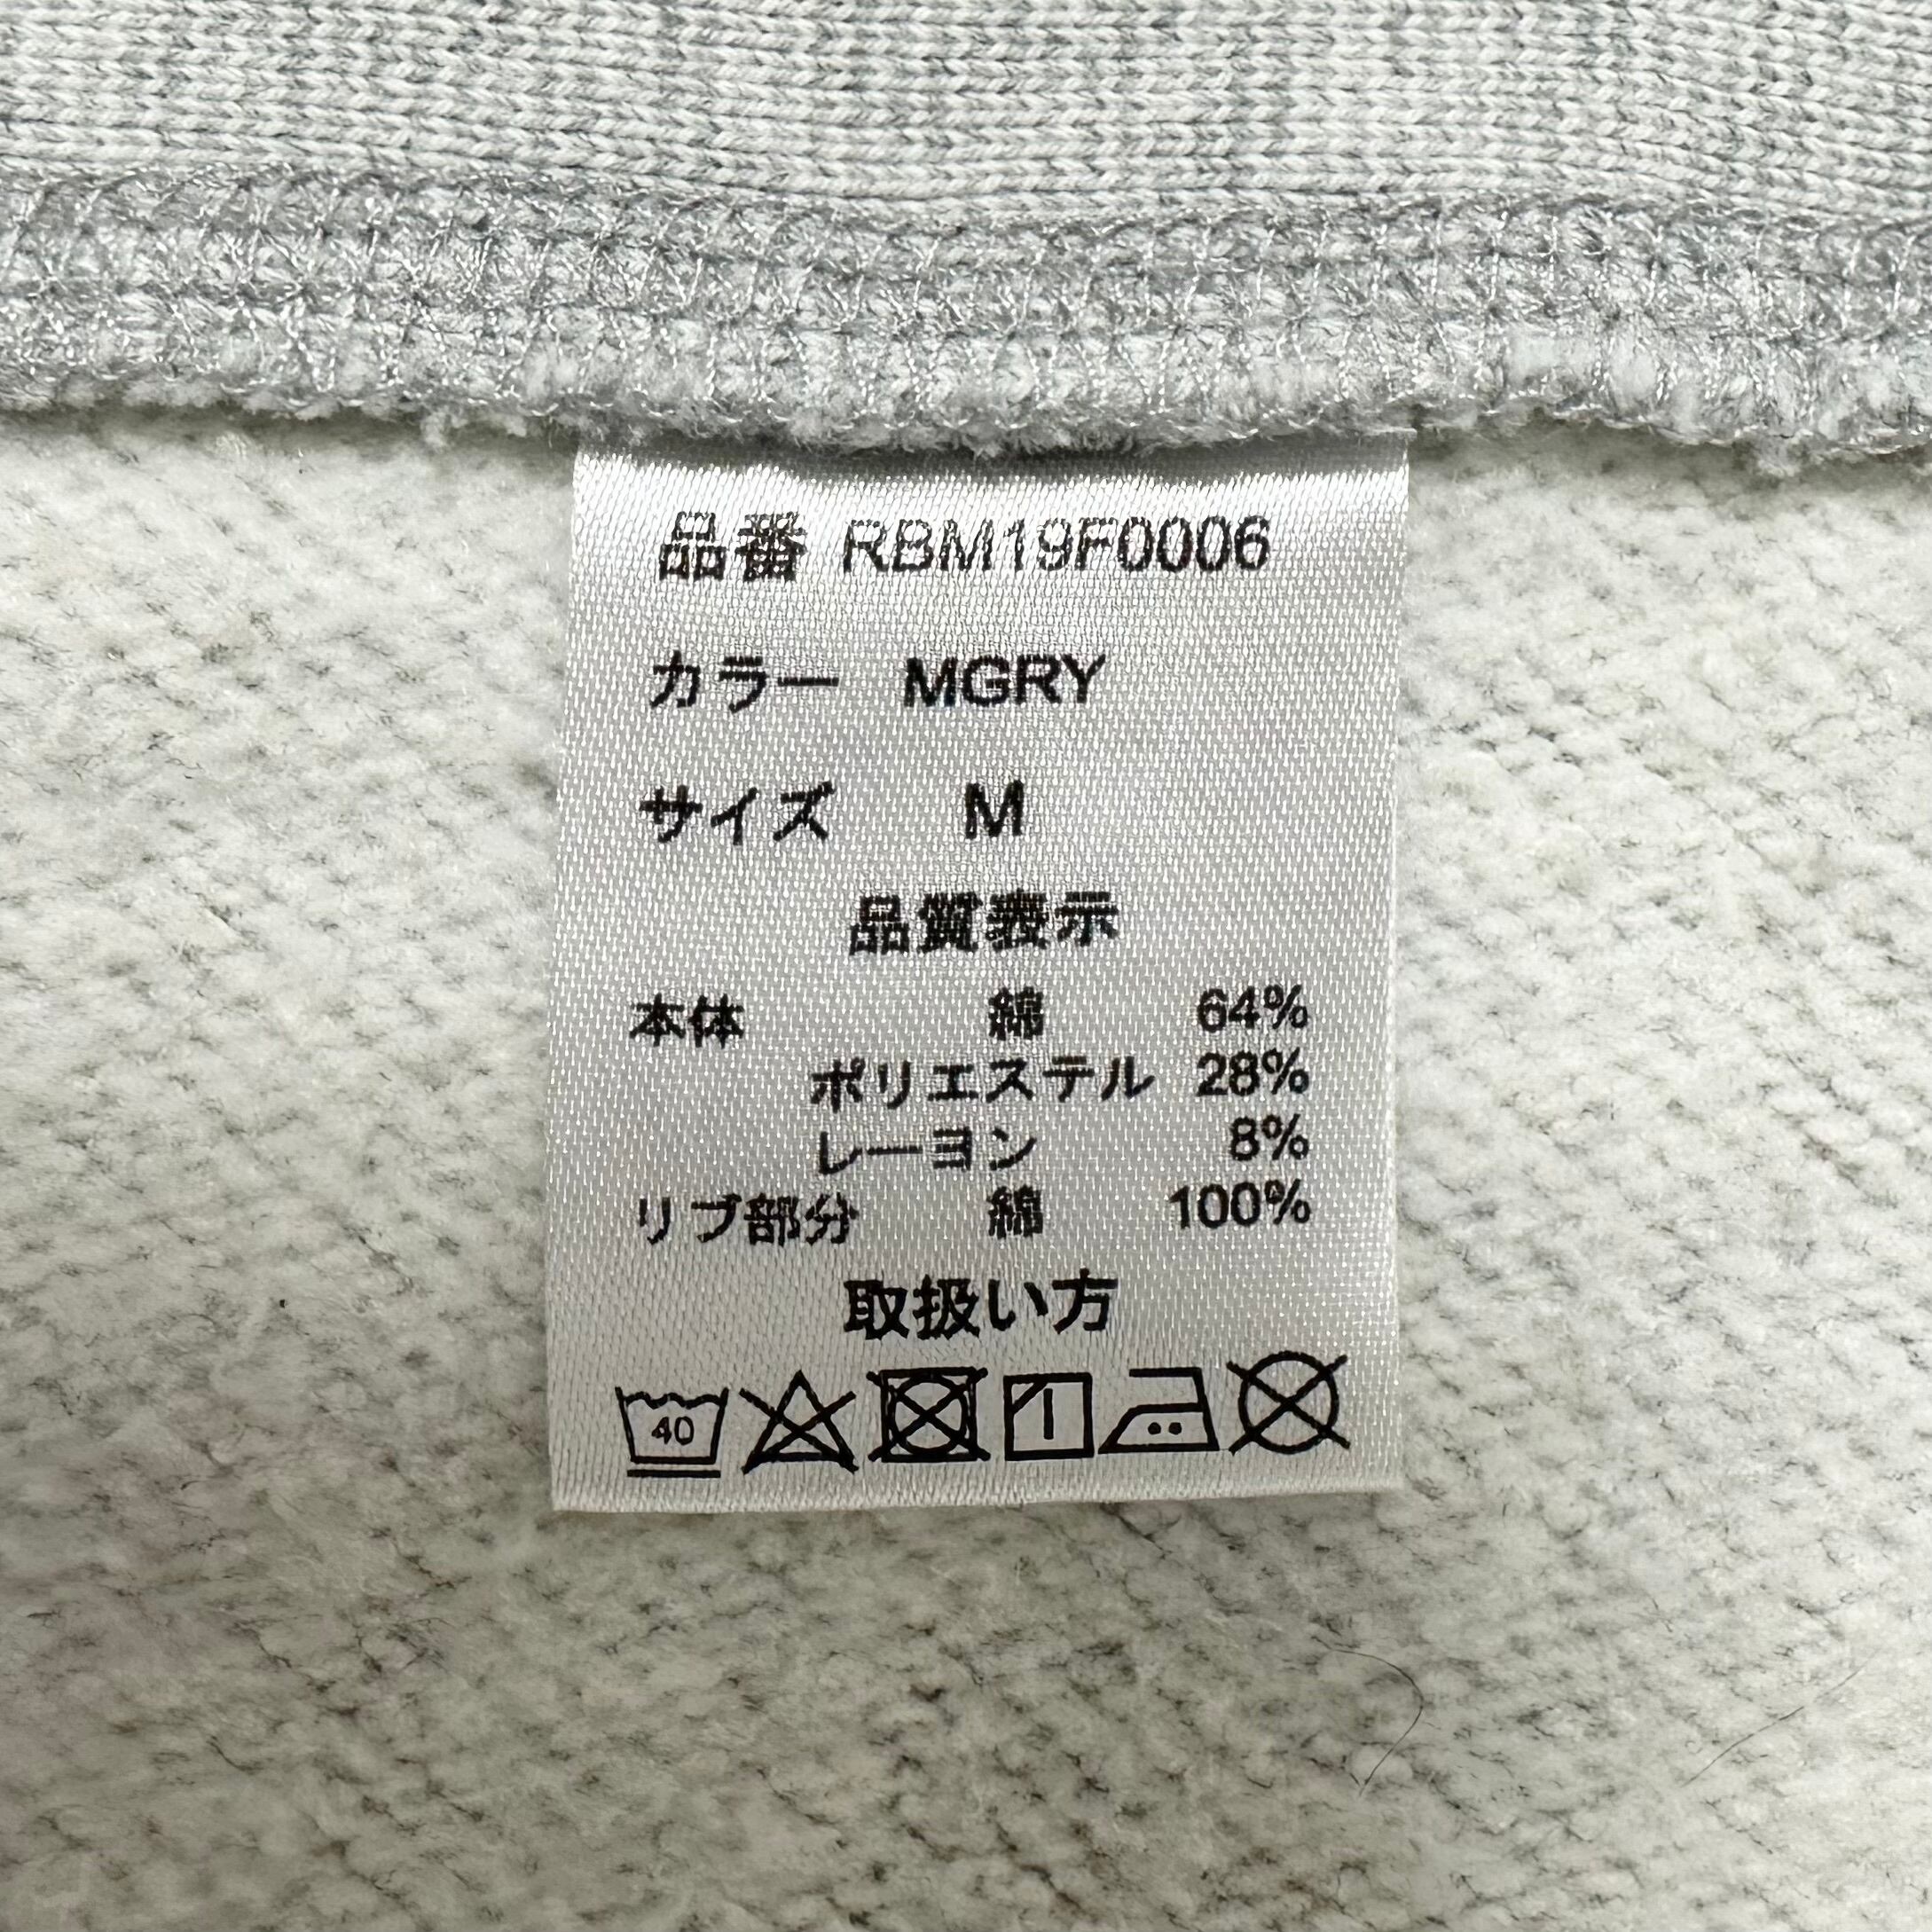 品番 RBM19F0006
カラー MGRY
サイズ M
品質表示
本体 綿 64%
ポリエステル 28%
レーヨン 8%
リブ部分 綿 100%
取扱い方
40